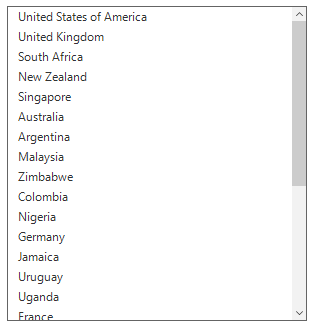 United States of America
United Kingdom
South Africa
New Zealand
Singapore
Australia
Argentina
Malaysia
Zimbabwe
Colombia
Nigeria
Germany
Jamaica
Uruguay
Uganda
France